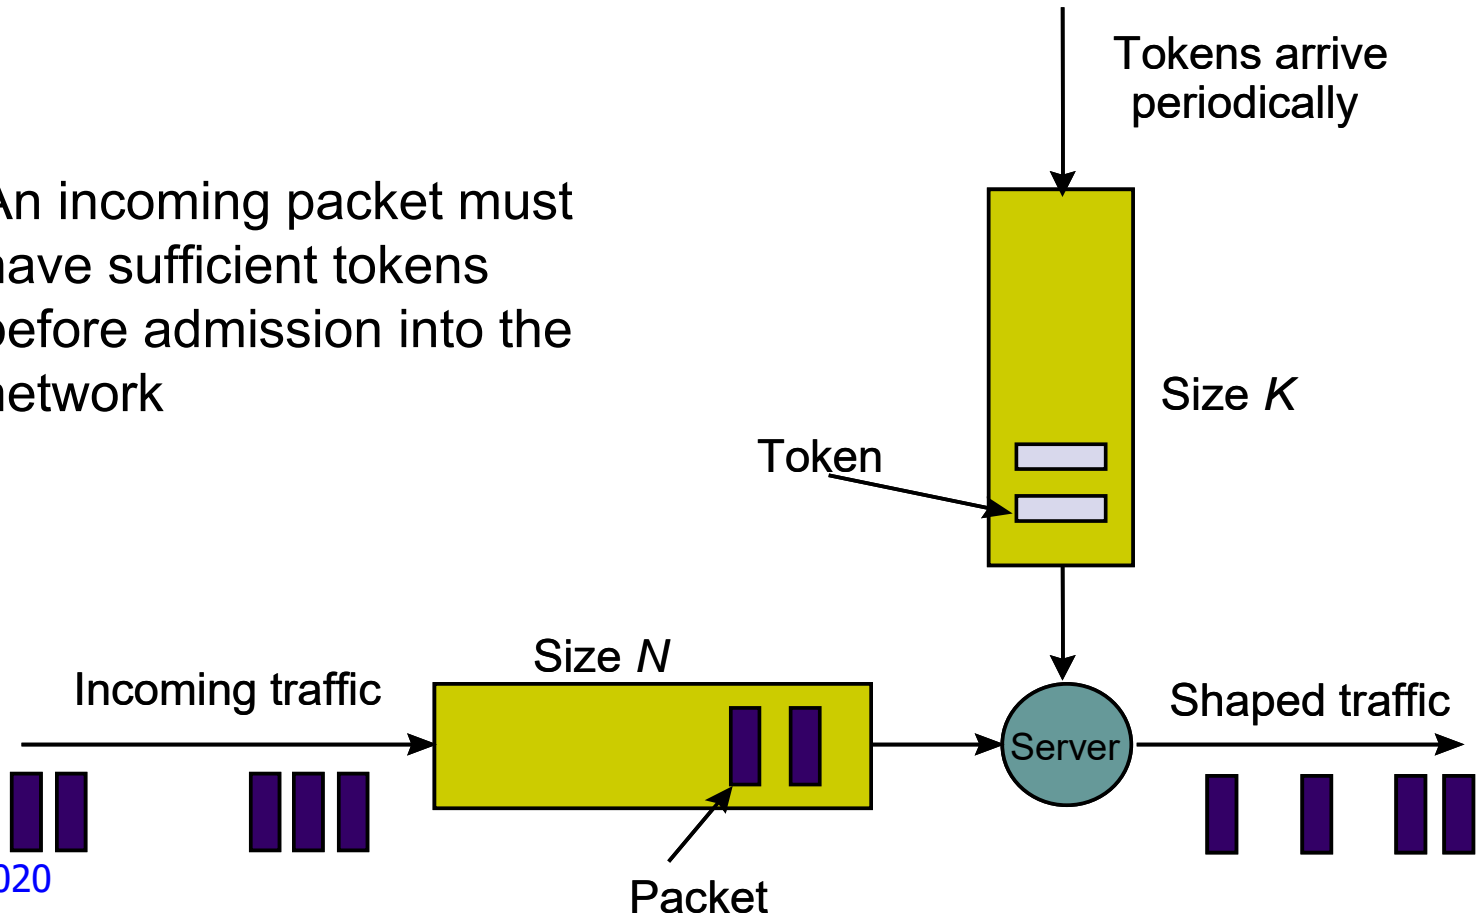 Tokens arrive
periodically
An incoming packet must
have sufficient tokens
before admission into the
network
Size K
Token
Size N
Incoming traffic
Server
Shaped traffic
Packet
020